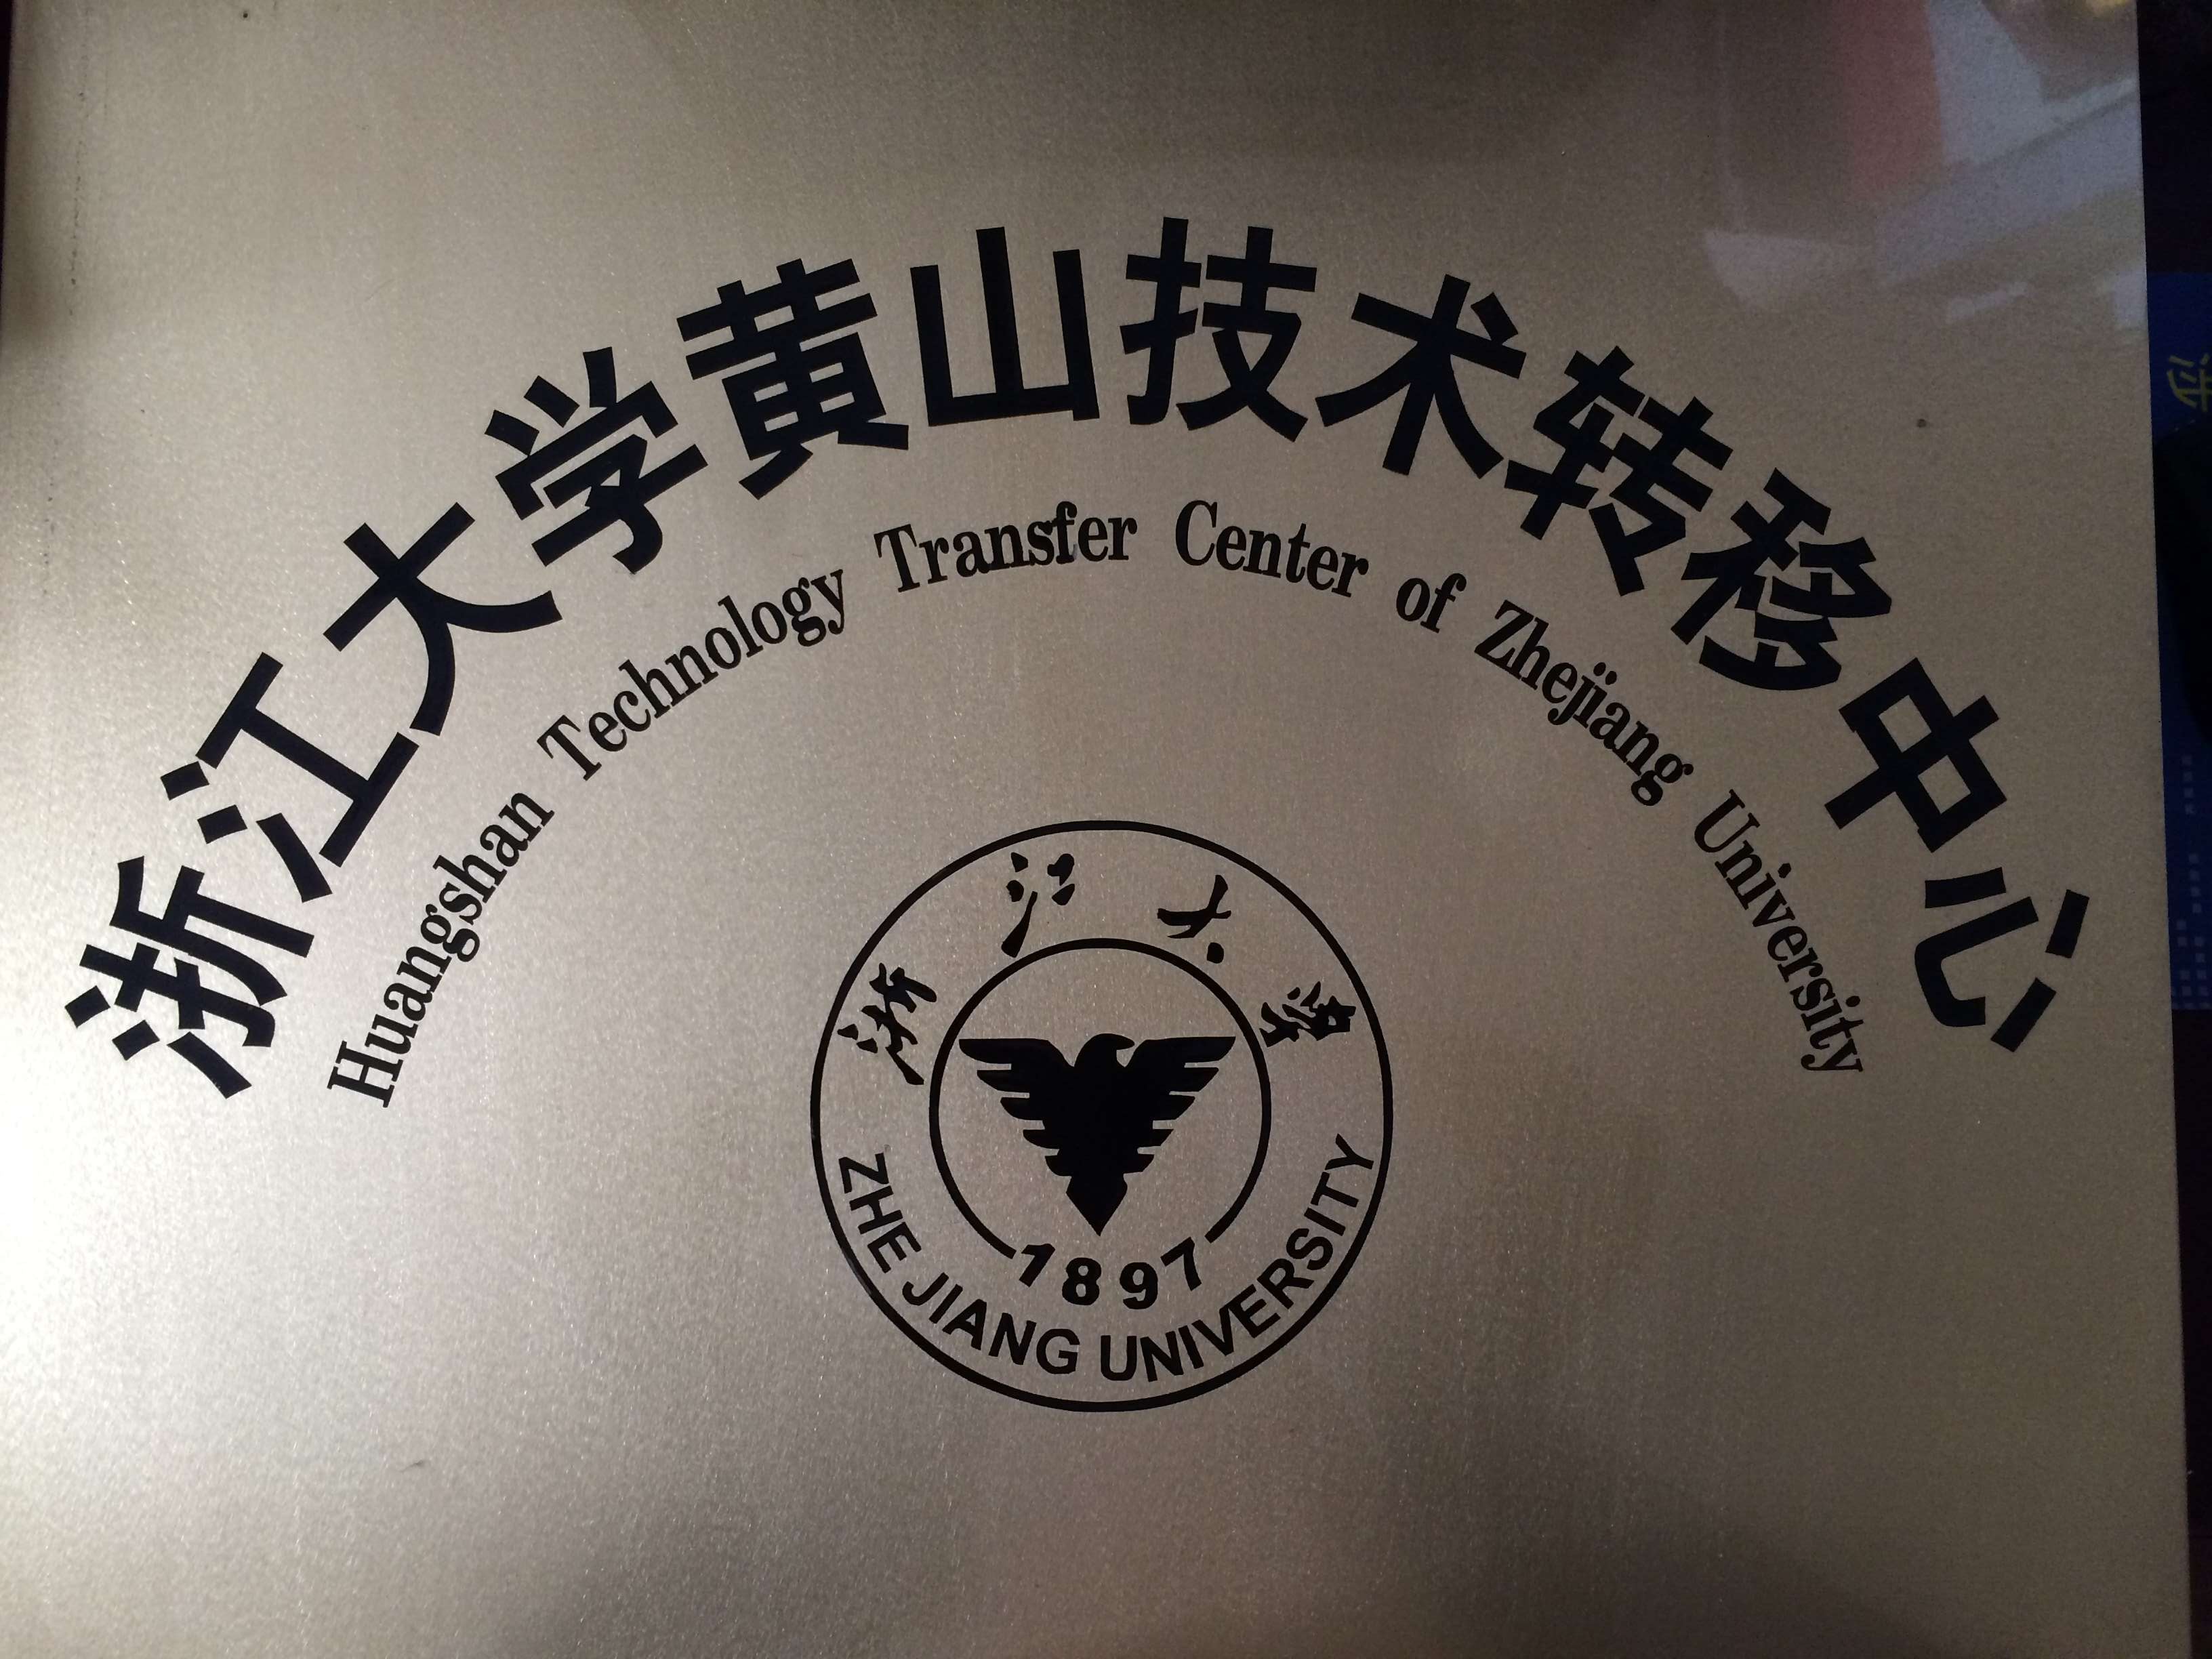 浙江大学黄山技术转移中心
Huangshan Technology Transfer Center of Zhejiang University
浙江大學
1897
ZHE JIANG UNIVERSITY